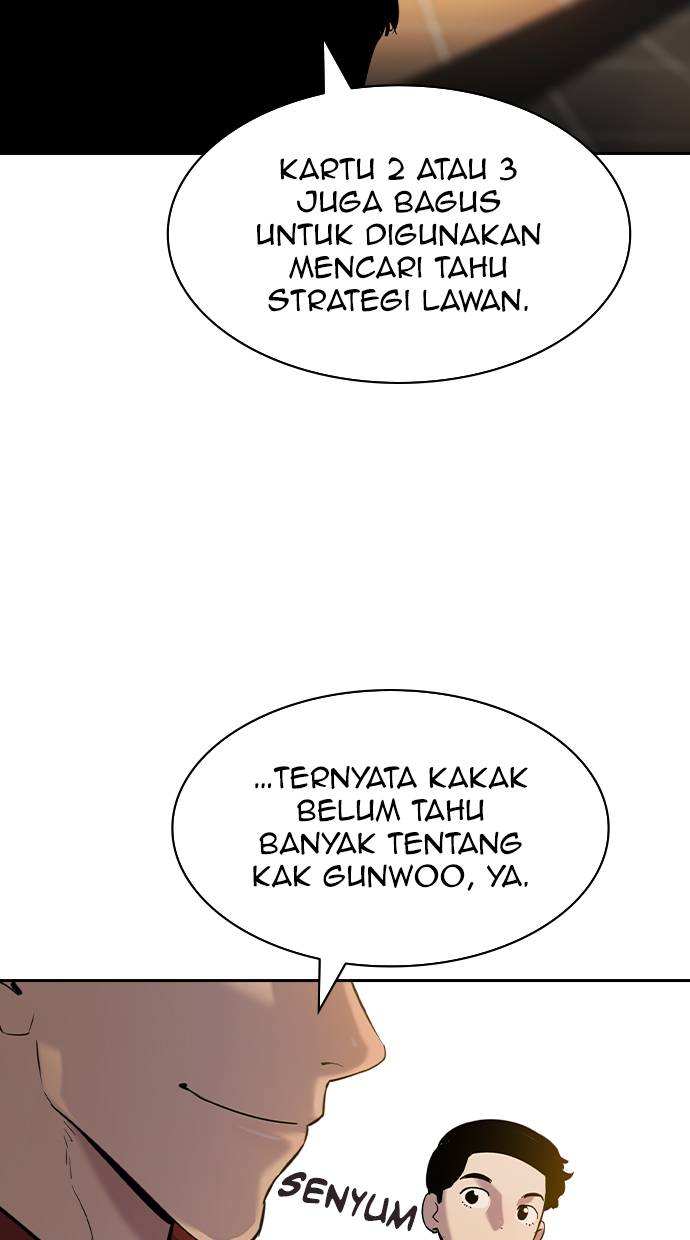 KARTU 2 ATAU 3
JUGA BAGUS
UNTUK DIGUNAKAN
MENCARI TAHU
STRATEGI LAWAN.
...TERNYATA KAKAK
BELUM TAHU
BANYAK TENTANG
KAK GUNWOO, YA.
SENYUM